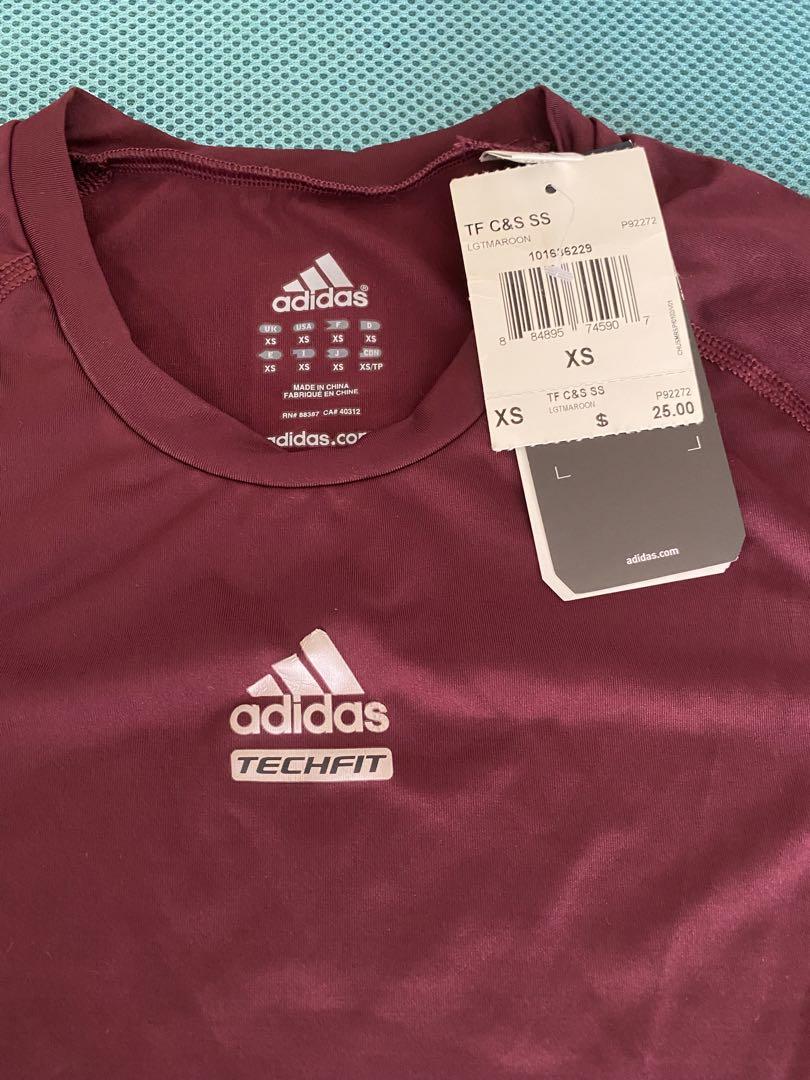 adidas®
UK USA F D
XS XS XS XS
E I J CDN
XS XS XS XS/TP
MADE IN CHINA
FABRIQUÉ EN CHINE
RN# 88387 CA# 40312
adidas.com
TF C&S SS P92272
LGTMAROON
101636229
8 84895 74590 7
XS
TF C&S SS P92272
LGTMAROON
XS $ 25.00
adidas.com
adidas
TECHFIT